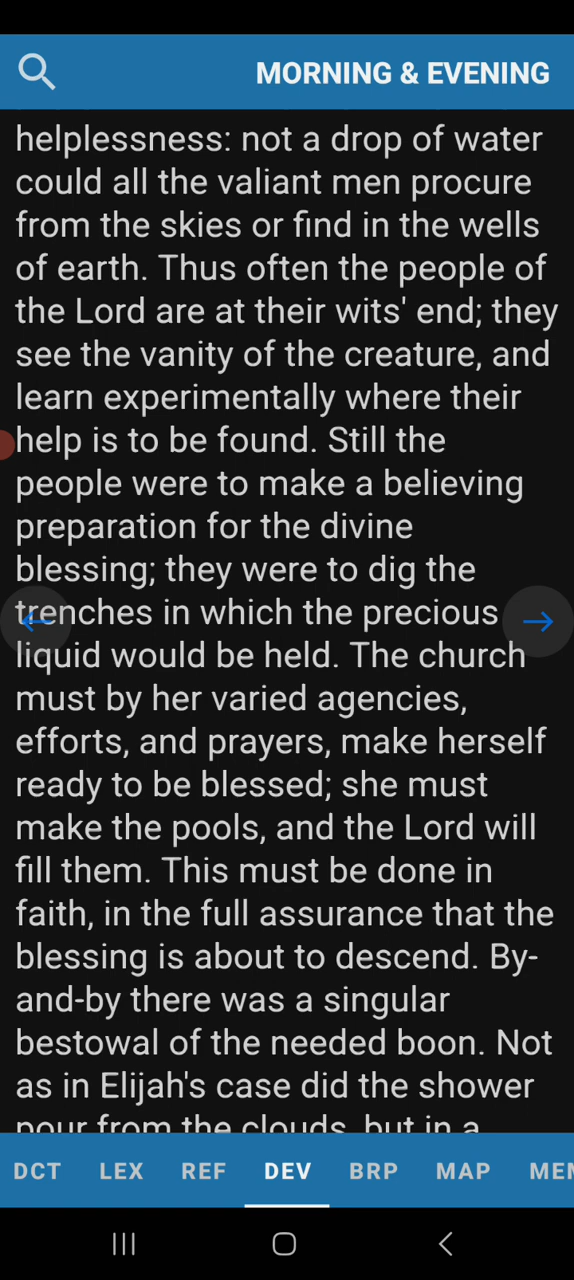 MORNING & EVENING
helplessness: not a drop of water
could all the valiant men procure
from the skies or find in the wells
of earth. Thus often the people of
the Lord are at their wits' end; they
see the vanity of the creature, and
learn experimentally where their
help is to be found. Still the
people were to make a believing
preparation for the divine
blessing; they were to dig the
trenches in which the precious
liquid would be held. The church
must by her varied agencies,
efforts, and prayers, make herself
ready to be blessed; she must
make the pools, and the Lord will
fill them. This must be done in
faith, in the full assurance that the
blessing is about to descend. By-
and-by there was a singular
bestowal of the needed boon. Not
as in Elijah's case did the shower
pour from the clouds, but in a
DCT LEX REF DEV BRP MAP